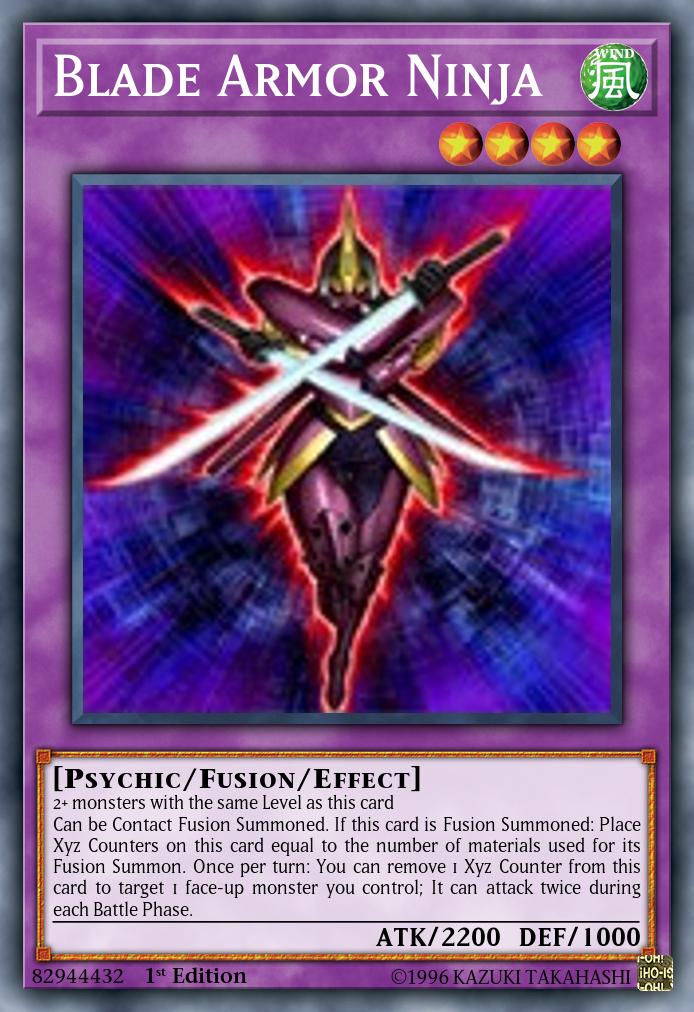 BLADE ARMOR NINJA
WIND
風
[PSYCHIC/FUSION/EFFECT]
2+ monsters with the same Level as this card
Can be Contact Fusion Summoned. If this card is Fusion Summoned: Place
Xyz Counters on this card equal to the number of materials used for its
Fusion Summon. Once per turn: You can remove 1 Xyz Counter from this
card to target 1 face-up monster you control; It can attack twice during
each Battle Phase.
ATK/2200 DEF/1000
82944432 1st Edition ©1996 KAZUKI TAKAHASHI